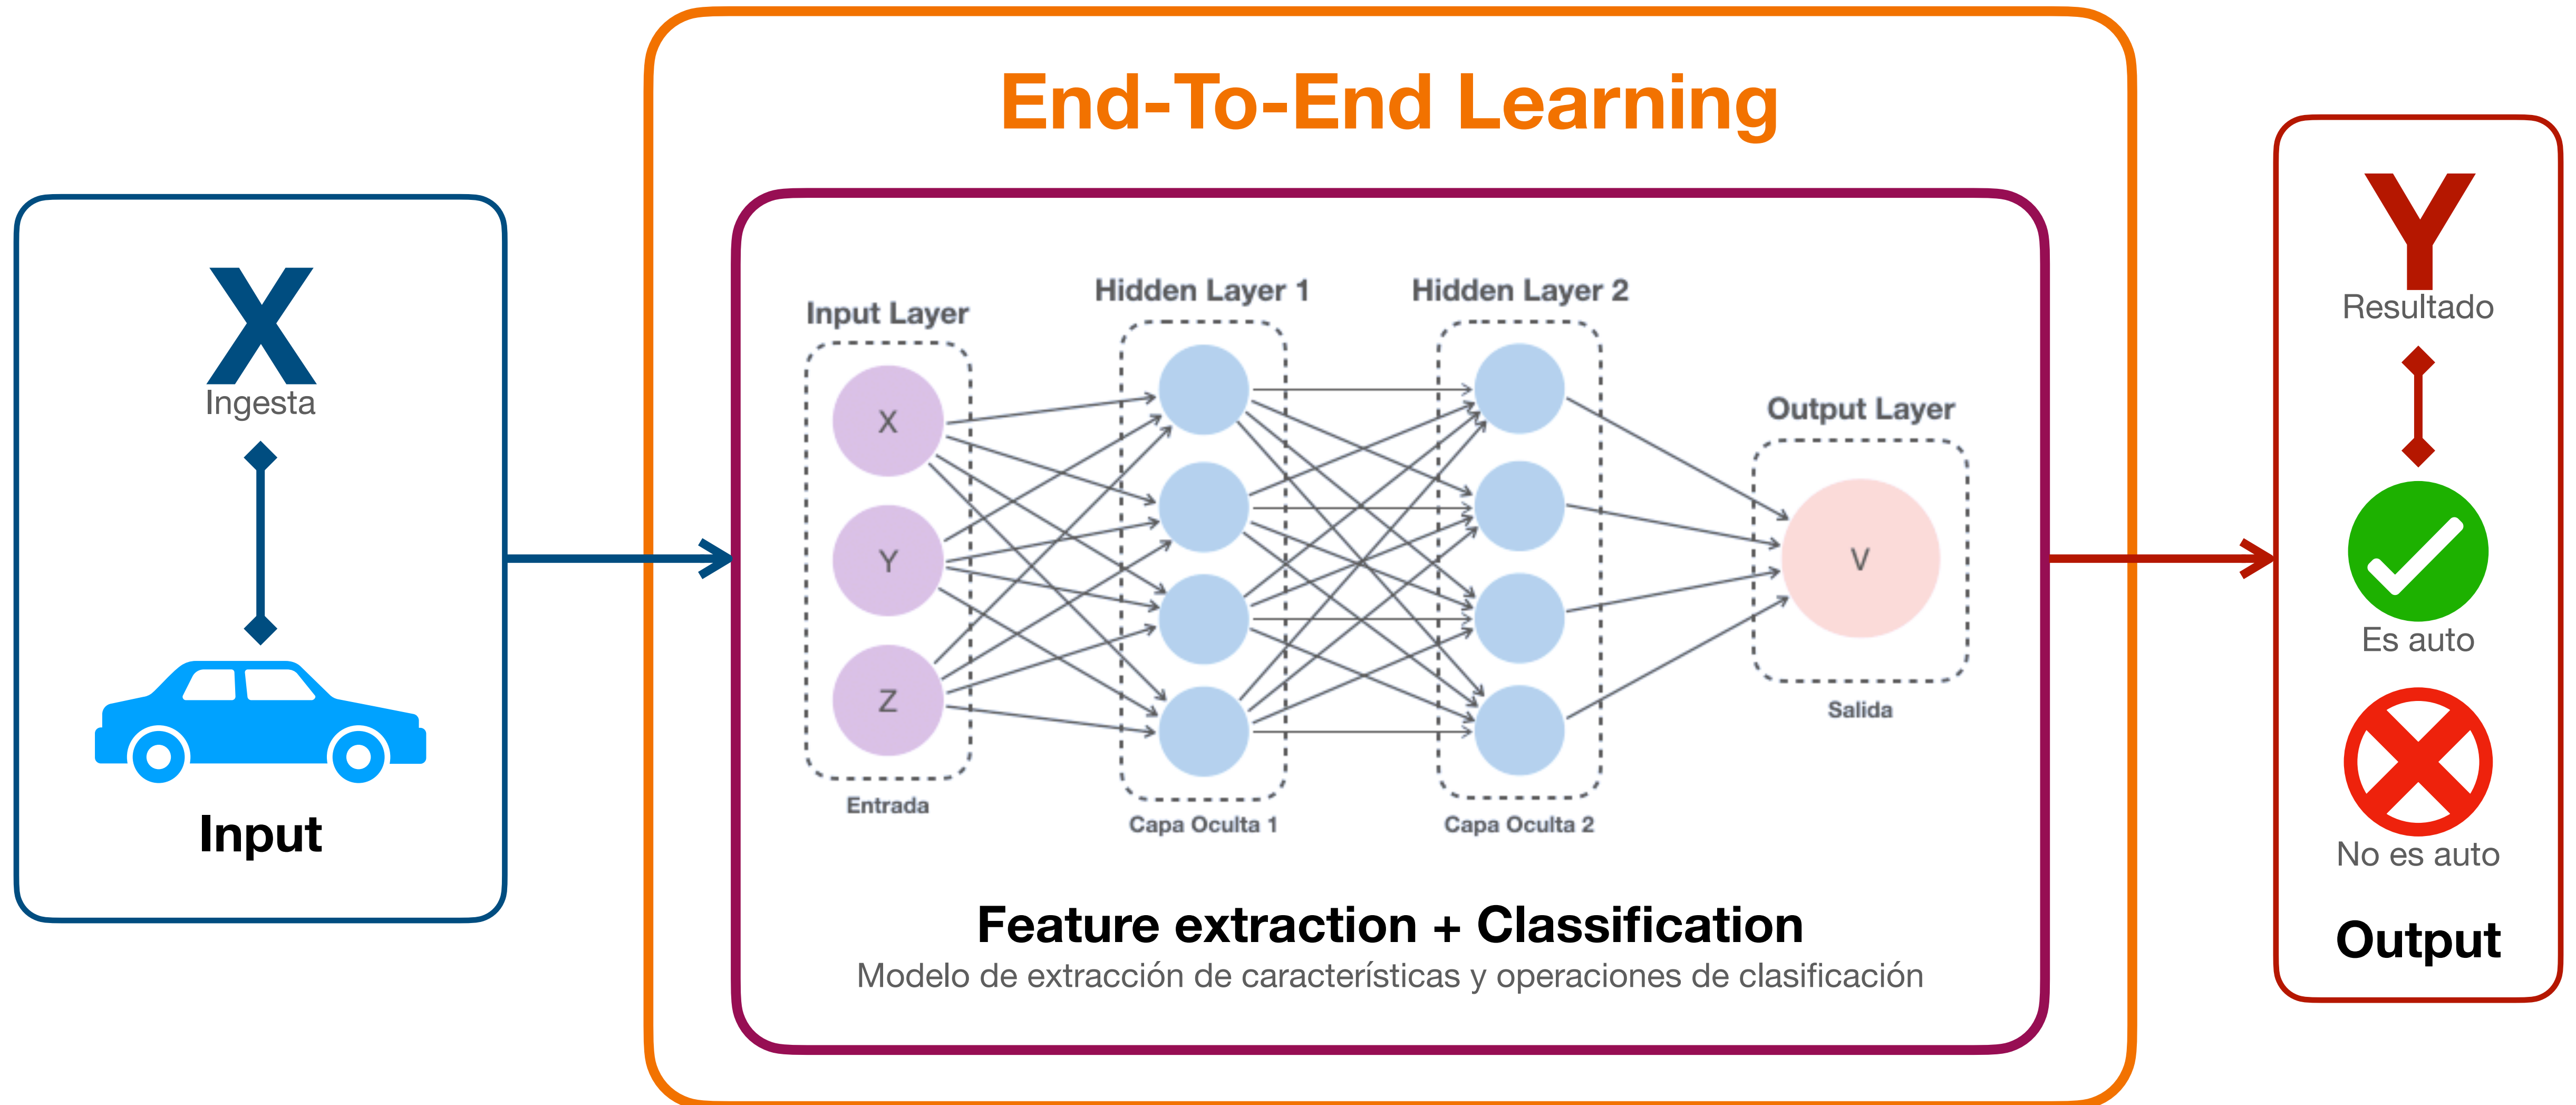 End-To-End Learning
X
Ingesta
Input
Input Layer
X
Y
Z
Entrada
Hidden Layer 1
Capa Oculta 1
Hidden Layer 2
Capa Oculta 2
Output Layer
V
Salida
Feature extraction + Classification
Modelo de extracción de características y operaciones de clasificación
Y
Resultado
Es auto
No es auto
Output